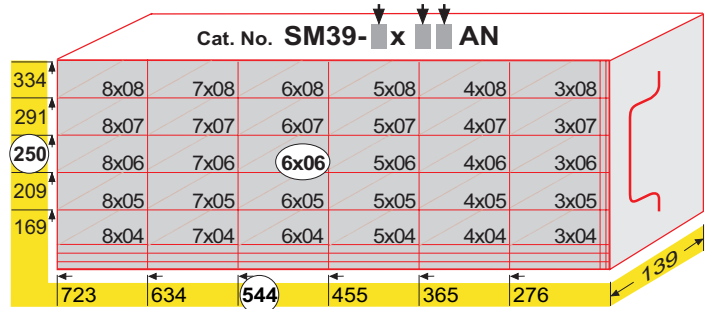 Cat. No. SM39- x AN
334
8x08 7x08 6x08 5x08 4x08 3x08
291
8x07 7x07 6x07 5x07 4x07 3x07
250
8x06 7x06 6x06 5x06 4x06 3x06
209
8x05 7x05 6x05 5x05 4x05 3x05
169
8x04 7x04 6x04 5x04 4x04 3x04
139
723 634 544 455 365 276